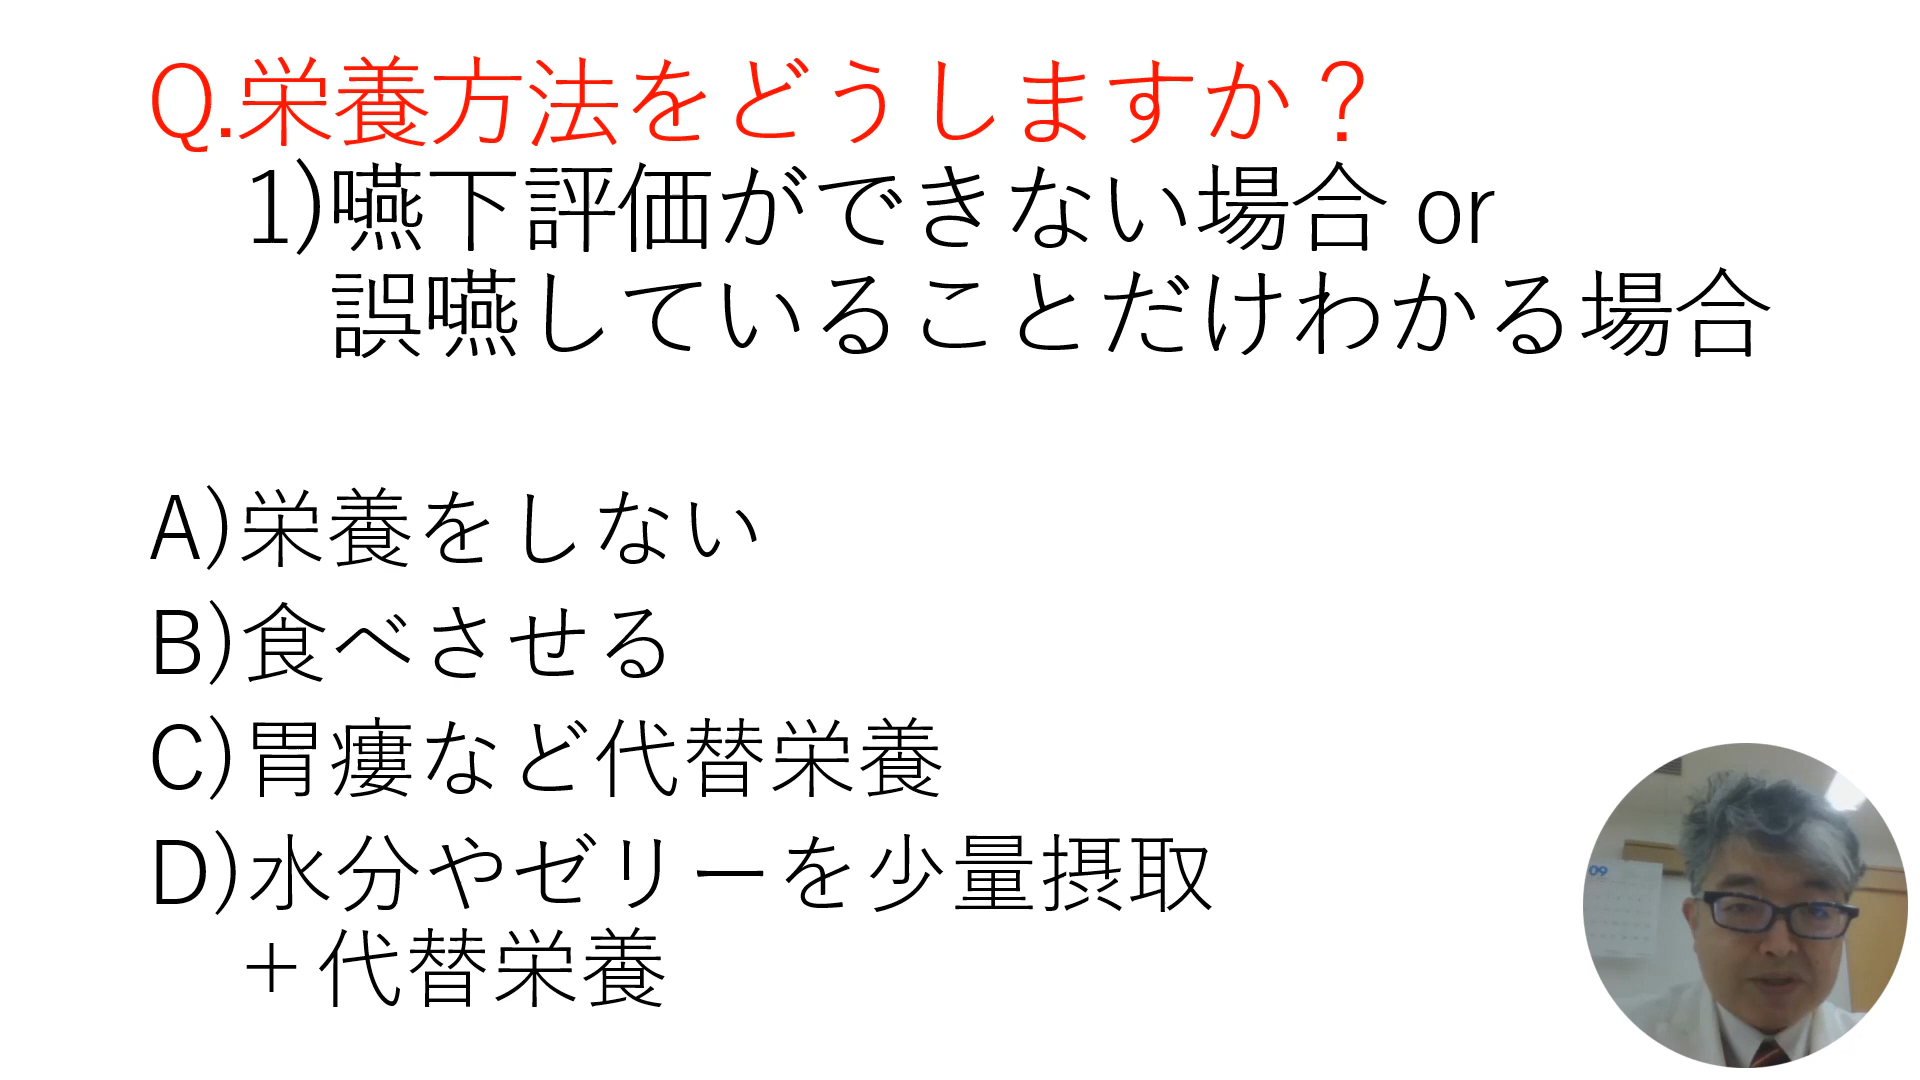 Q.栄養方法をどうしますか？
1)嚥下評価ができない場合 or
誤嚥していることだけわかる場合
A)栄養をしない
B)食べさせる
C)胃瘻など代替栄養
D)水分やゼリーを少量摂取
＋代替栄養
09